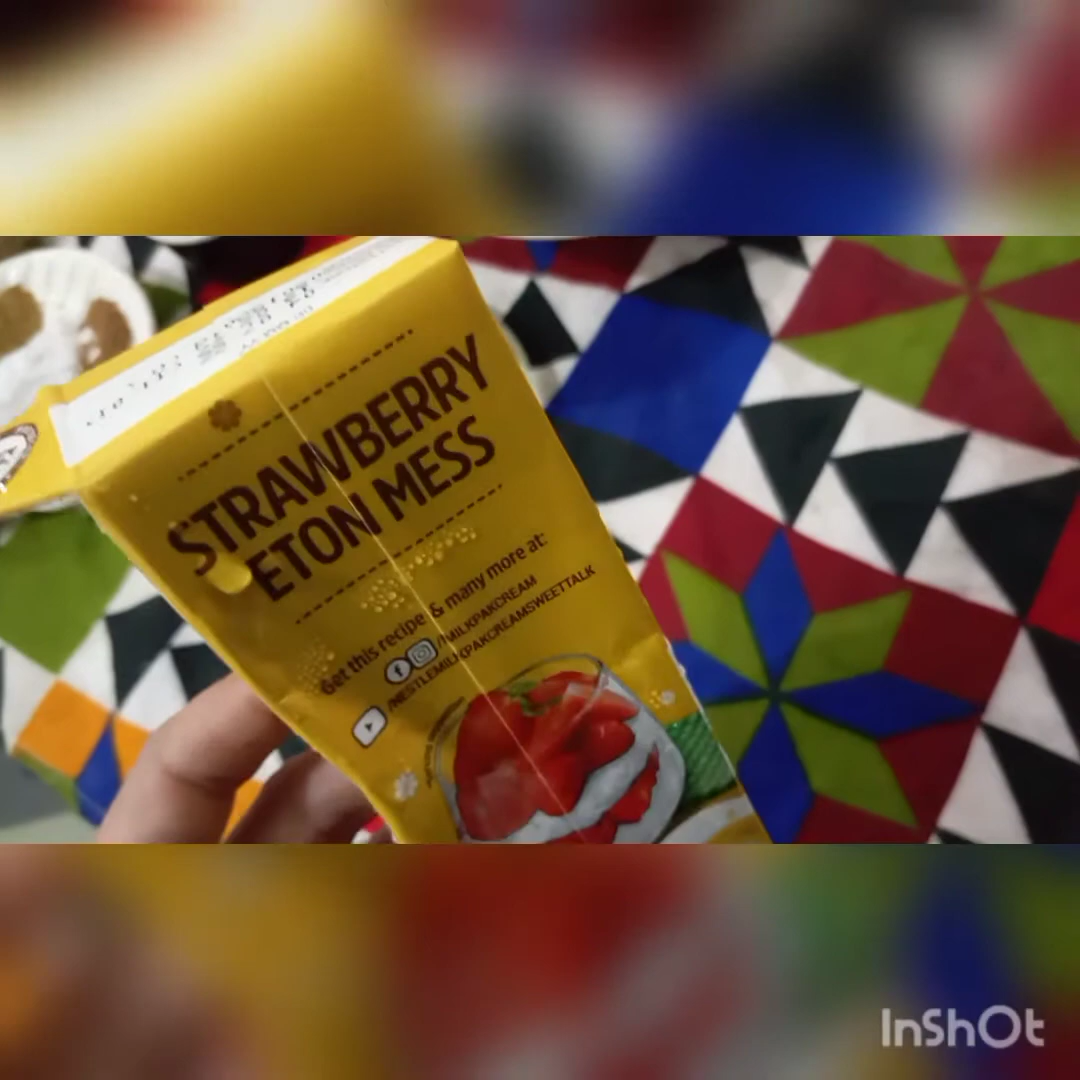 STRAWBERRY
ETON MESS
Get this recipe & many more at:
/MILKPAKCREAM
/NESTLEMILKPAKCREAMSWEETTALK
InShOt